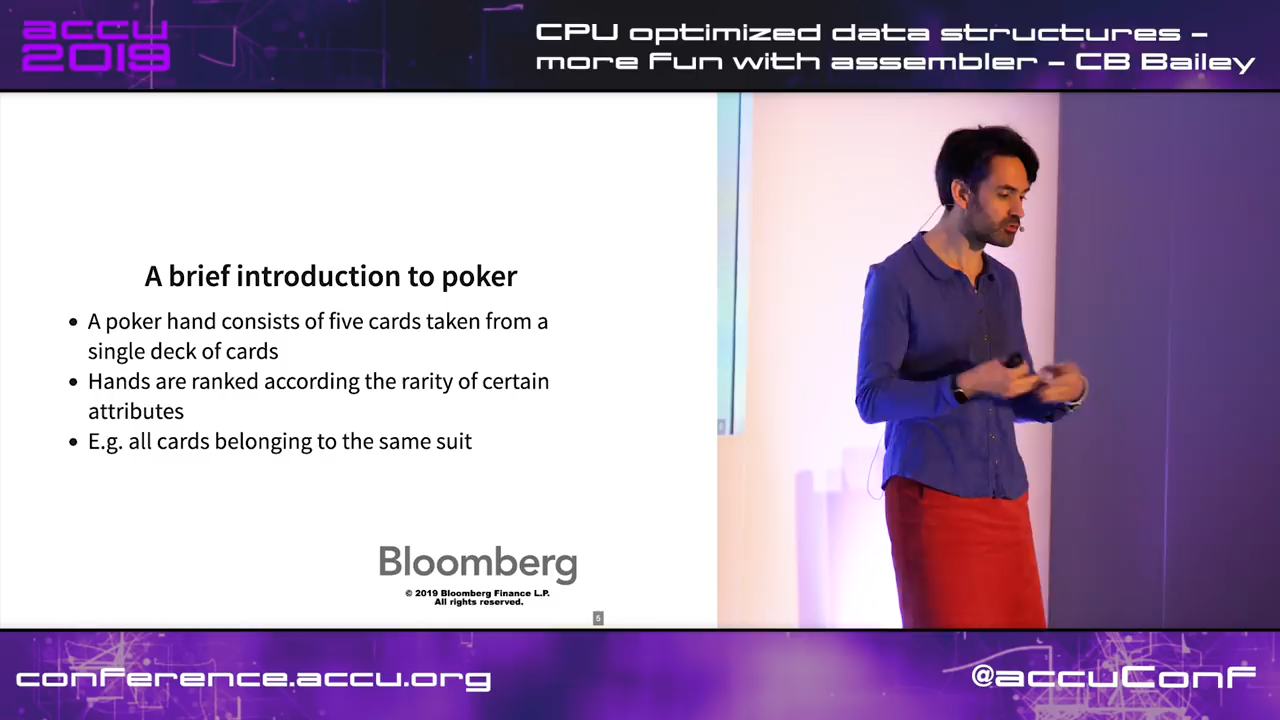 accu
2019
CPU optimized data structures –
more fun with assembler – CB Bailey
A brief introduction to poker
• A poker hand consists of five cards taken from a
single deck of cards
• Hands are ranked according the rarity of certain
attributes
• E.g. all cards belonging to the same suit
Bloomberg
© 2019 Bloomberg Finance L.P.
All rights reserved.
5
conference.accu.org
@accuConf